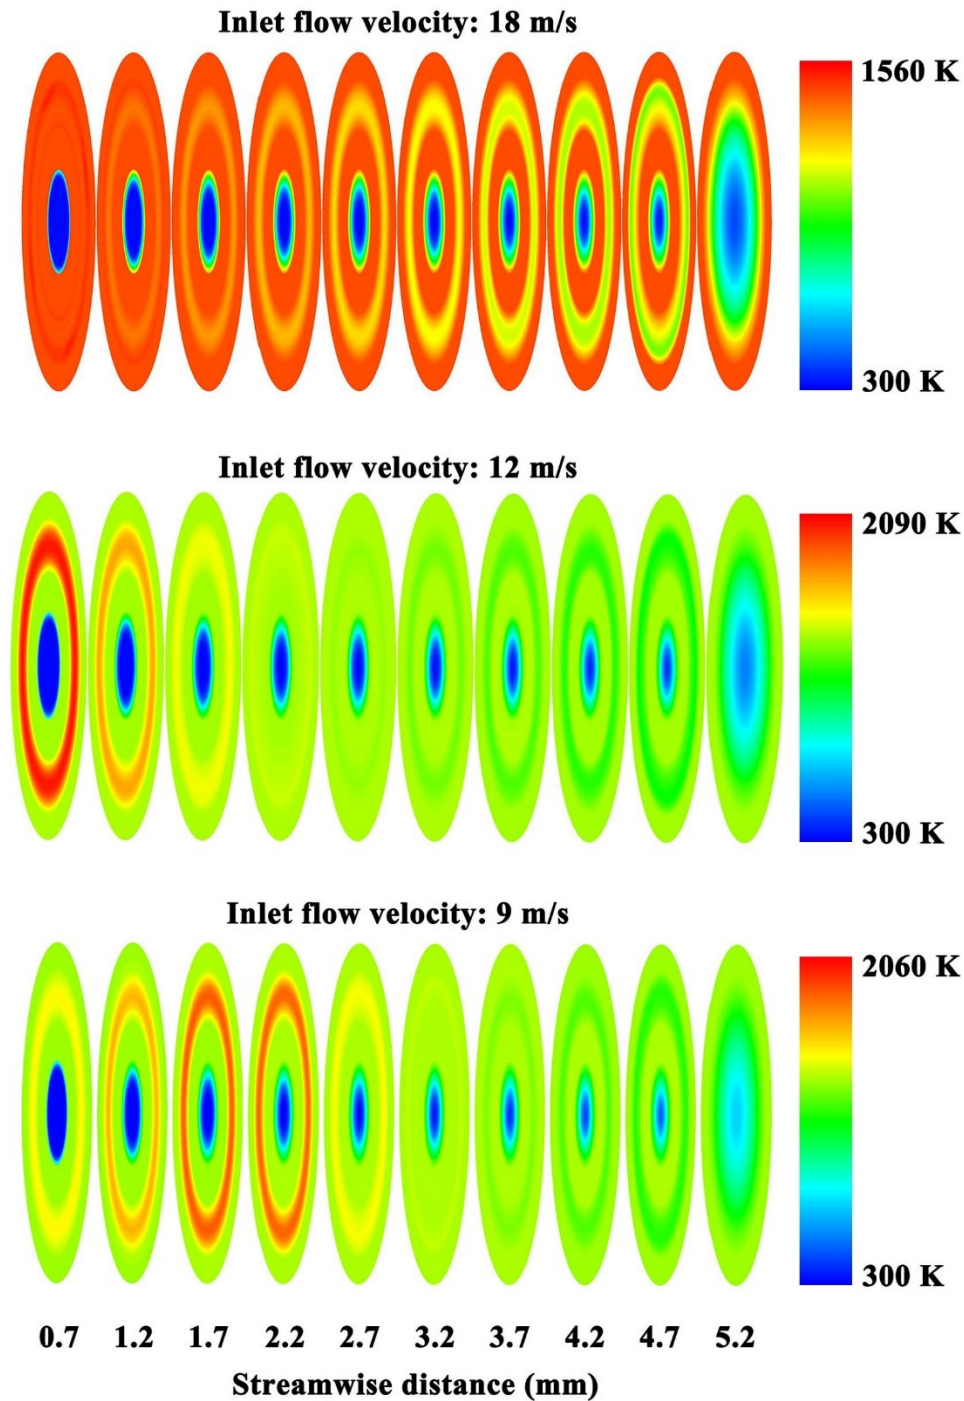 Inlet flow velocity: 18 m/s
1560 K
300 K
Inlet flow velocity: 12 m/s
2090 K
300 K
Inlet flow velocity: 9 m/s
2060 K
300 K
0.7 1.2 1.7 2.2 2.7 3.2 3.7 4.2 4.7 5.2
Streamwise distance (mm)